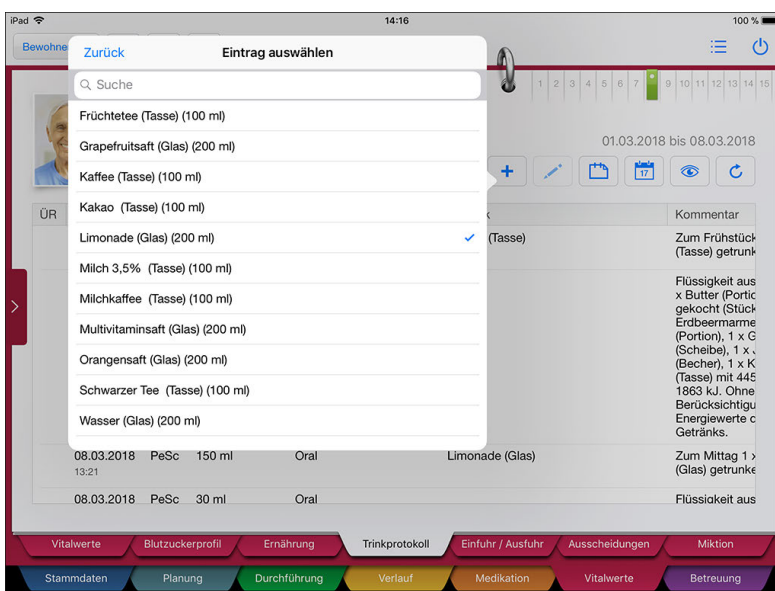 iPad 14:16 100 %
Bewohne
Zurück Eintrag auswählen
Suche
1 2 3 4 5 6 7 9 10 11 12 13 14 15
Früchtetee (Tasse) (100 ml)
Grapefruitsaft (Glas) (200 ml)
01.03.2018 bis 08.03.2018
Kaffee (Tasse) (100 ml)
17
Kakao (Tasse) (100 ml)
ÜR k Kommentar
Limonade (Glas) (200 ml)
(Tasse) Zum Frühstück
(Tasse) getrunk
Milch 3,5% (Tasse) (100 ml)
Milchkaffee (Tasse) (100 ml)
Multivitaminsaft (Glas) (200 ml)
Orangensaft (Glas) (200 ml)
Schwarzer Tee (Tasse) (100 ml)
Wasser (Glas) (200 ml)
Flüssigkeit aus
x Butter (Portio
gekocht (Stück
Erdbeermarme
(Portion), 1 x G
(Scheibe), 1 x
(Becher), 1 x K
(Tasse) mit 445
1863 kJ. Ohne
Berücksichtigu
Energiewerte d
Getränks.
08.03.2018 PeSc 150 ml Oral Limonade (Glas) Zum Mittag 1 x
13:21 (Glas) getrunke
08.03.2018 PeSc 30 ml Oral Flüssigkeit aus
Vitalwerte Blutzuckerprofil Ernährung Trinkprotokoll Einfuhr / Ausfuhr Ausscheidungen Miktion
Stammdaten Planung Durchführung Verlauf Medikation Vitalwerte Betreuung